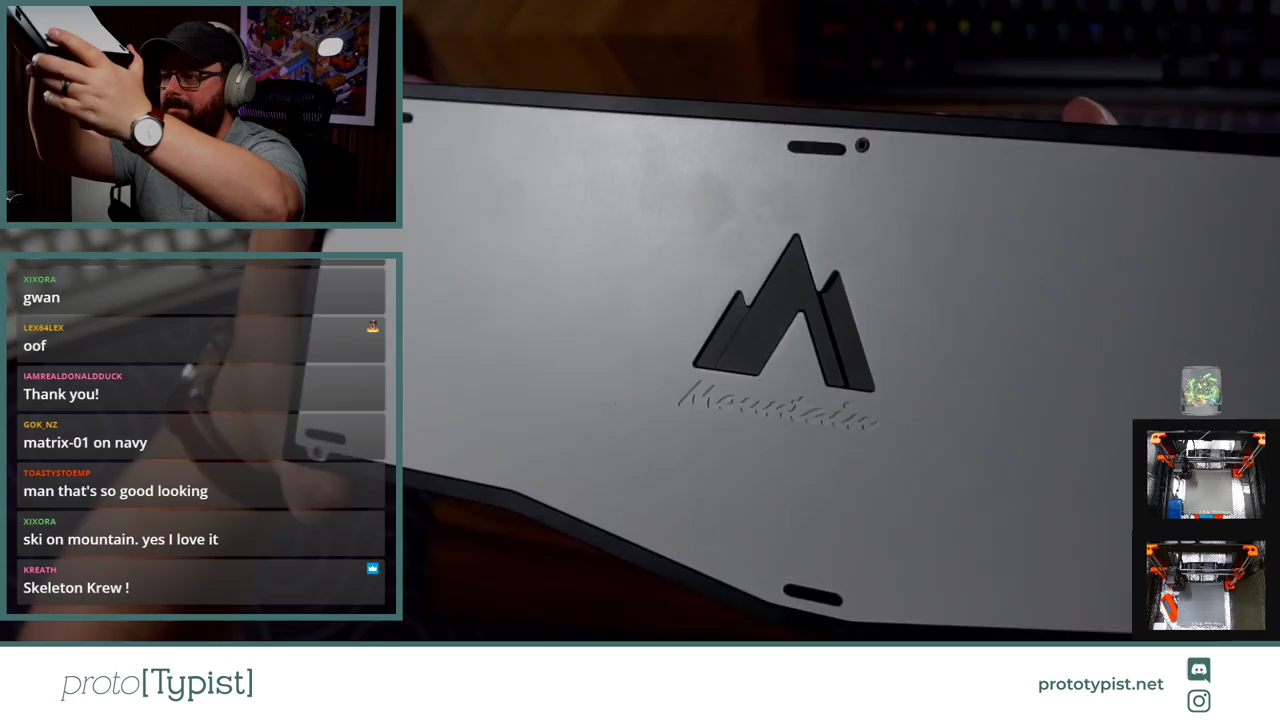 XIXORA
gwan
LEX64LEX
oof
IAMREALDONALDDUCK
Thank you!
GOK_NZ
matrix-01 on navy
TOASTYSTOEMP
man that's so good looking
XIXORA
ski on mountain. yes I love it
KREATH
Skeleton Krew !
Mountain
proto[Typist]
prototypist.net